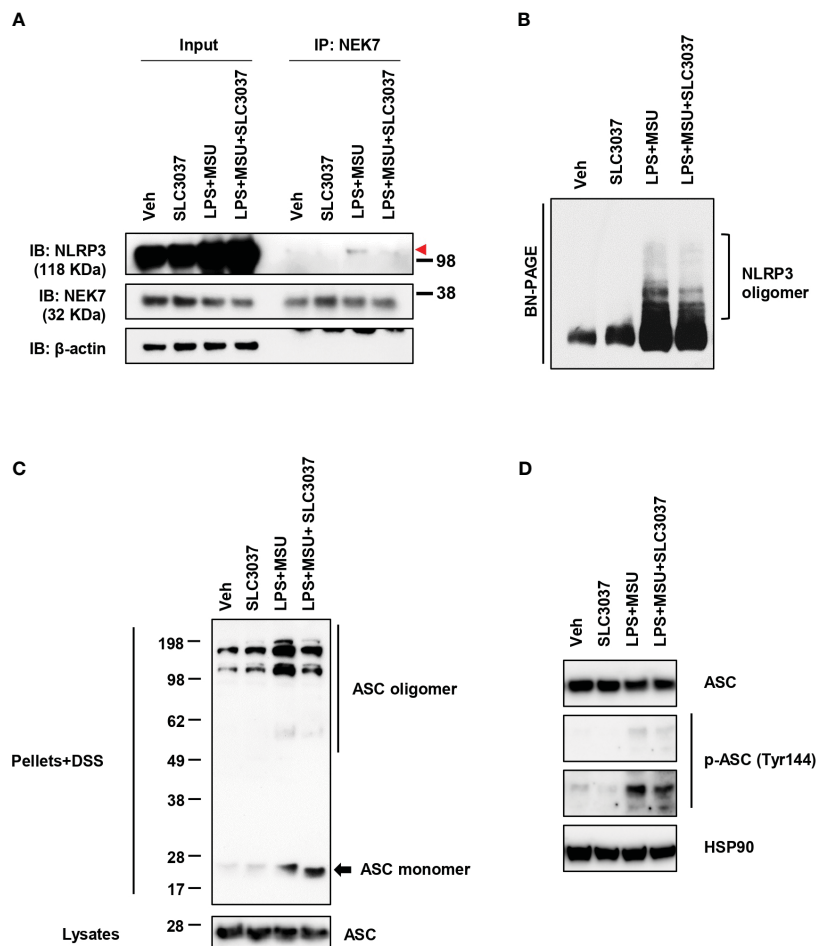 A
Input
IP: NEK7
Veh
SLC3037
LPS+MSU
LPS+MSU+SLC3037
Veh
SLC3037
LPS+MSU
LPS+MSU+SLC3037
IB: NLRP3
(118 KDa)
98
IB: NEK7
(32 KDa)
38
IB: β-actin
B
Veh
SLC3037
LPS+MSU
LPS+MSU+SLC3037
BN-PAGE
NLRP3
oligomer
C
Veh
SLC3037
LPS+MSU
LPS+MSU+ SLC3037
198
98
62
49
38
28
17
Pellets+DSS
ASC oligomer
ASC monomer
28
Lysates
ASC
D
Veh
SLC3037
LPS+MSU
LPS+MSU+SLC3037
ASC
p-ASC (Tyr144)
HSP90